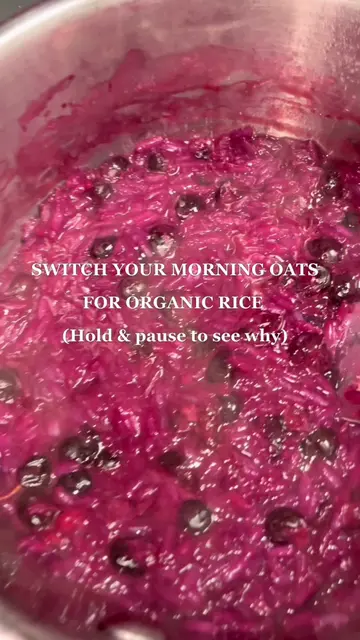 SWITCH YOUR MORNING OATS
FOR ORGANIC RICE
(Hold & pause to see why)